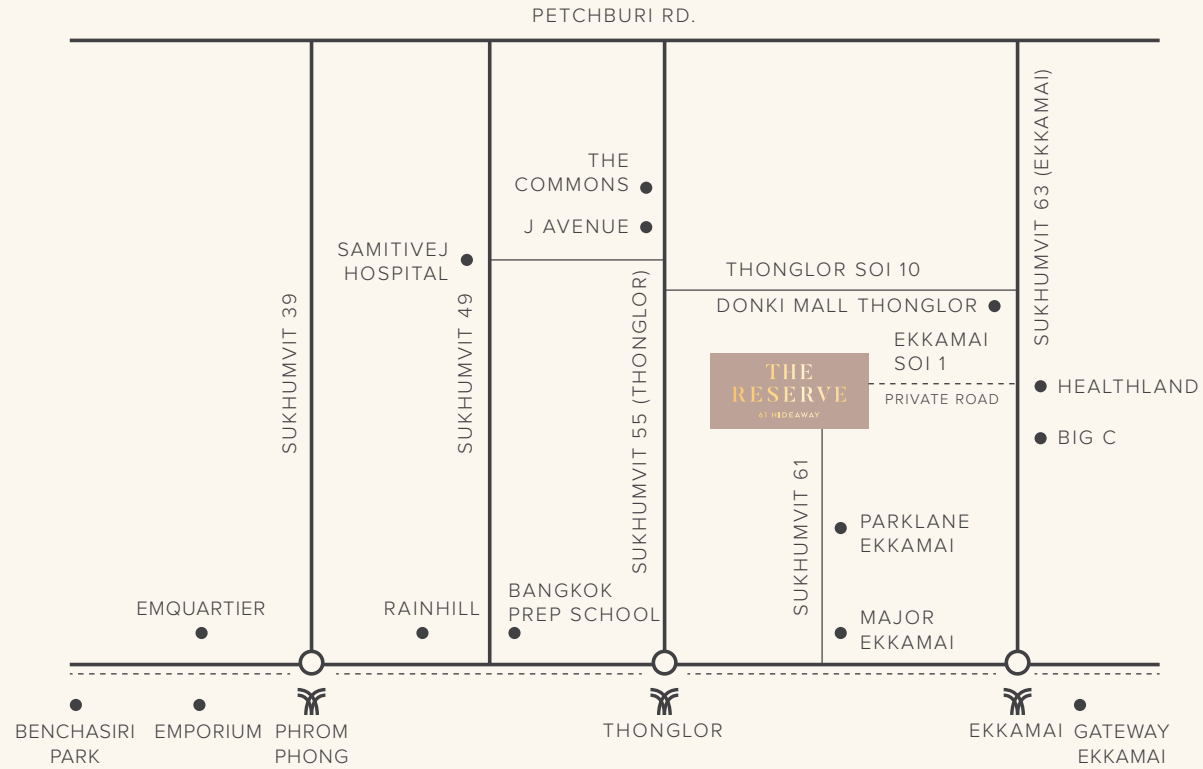 PETCHBURI RD.
SUKHUMVIT 63 (EKKAMAI)
THE
COMMONS
J AVENUE
SAMITIVEJ
HOSPITAL
THONGLOR SOI 10
DONKI MALL THONGLOR
SUKHUMVIT 39
SUKHUMVIT 49
SUKHUMVIT 55 (THONGLOR)
EKKAMAI
SOI 1
THE
RESERVE
61 HIDEAWAY
PRIVATE ROAD
HEALTHLAND
BIG C
SUKHUMVIT 61
PARKLANE
EKKAMAI
EMQUARTIER
RAINHILL
BANGKOK
PREP SCHOOL
MAJOR
EKKAMAI
BENCHASIRI
PARK
EMPORIUM
PHROM
PHONG
THONGLOR
EKKAMAI
GATEWAY
EKKAMAI